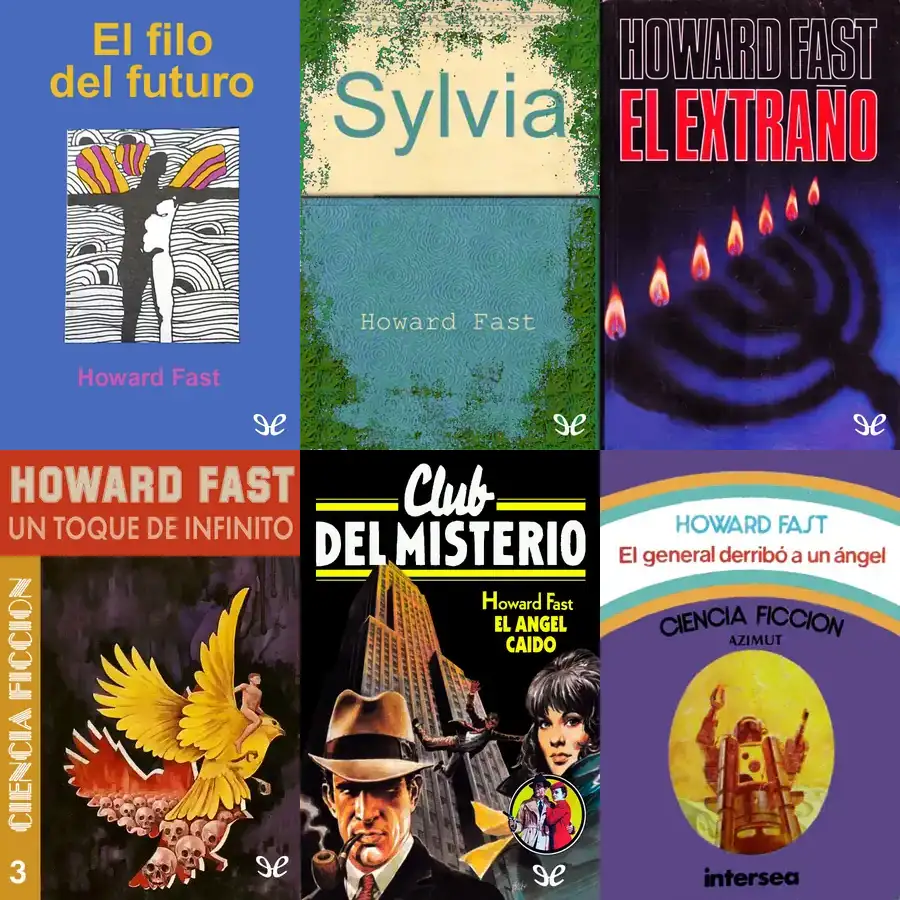 El filo
del futuro
Howard Fast
Sylvia
Howard Fast
HOWARD FAST
EL EXTRAÑO
HOWARD FAST
UN TOQUE DE INFINITO
CIENCIA FICCION
3
Club
DEL MISTERIO
Howard Fast
EL ANGEL
CAIDO
HOWARD FAST
El general derribó a un ángel
CIENCIA FICCION
AZIMUT
intersea